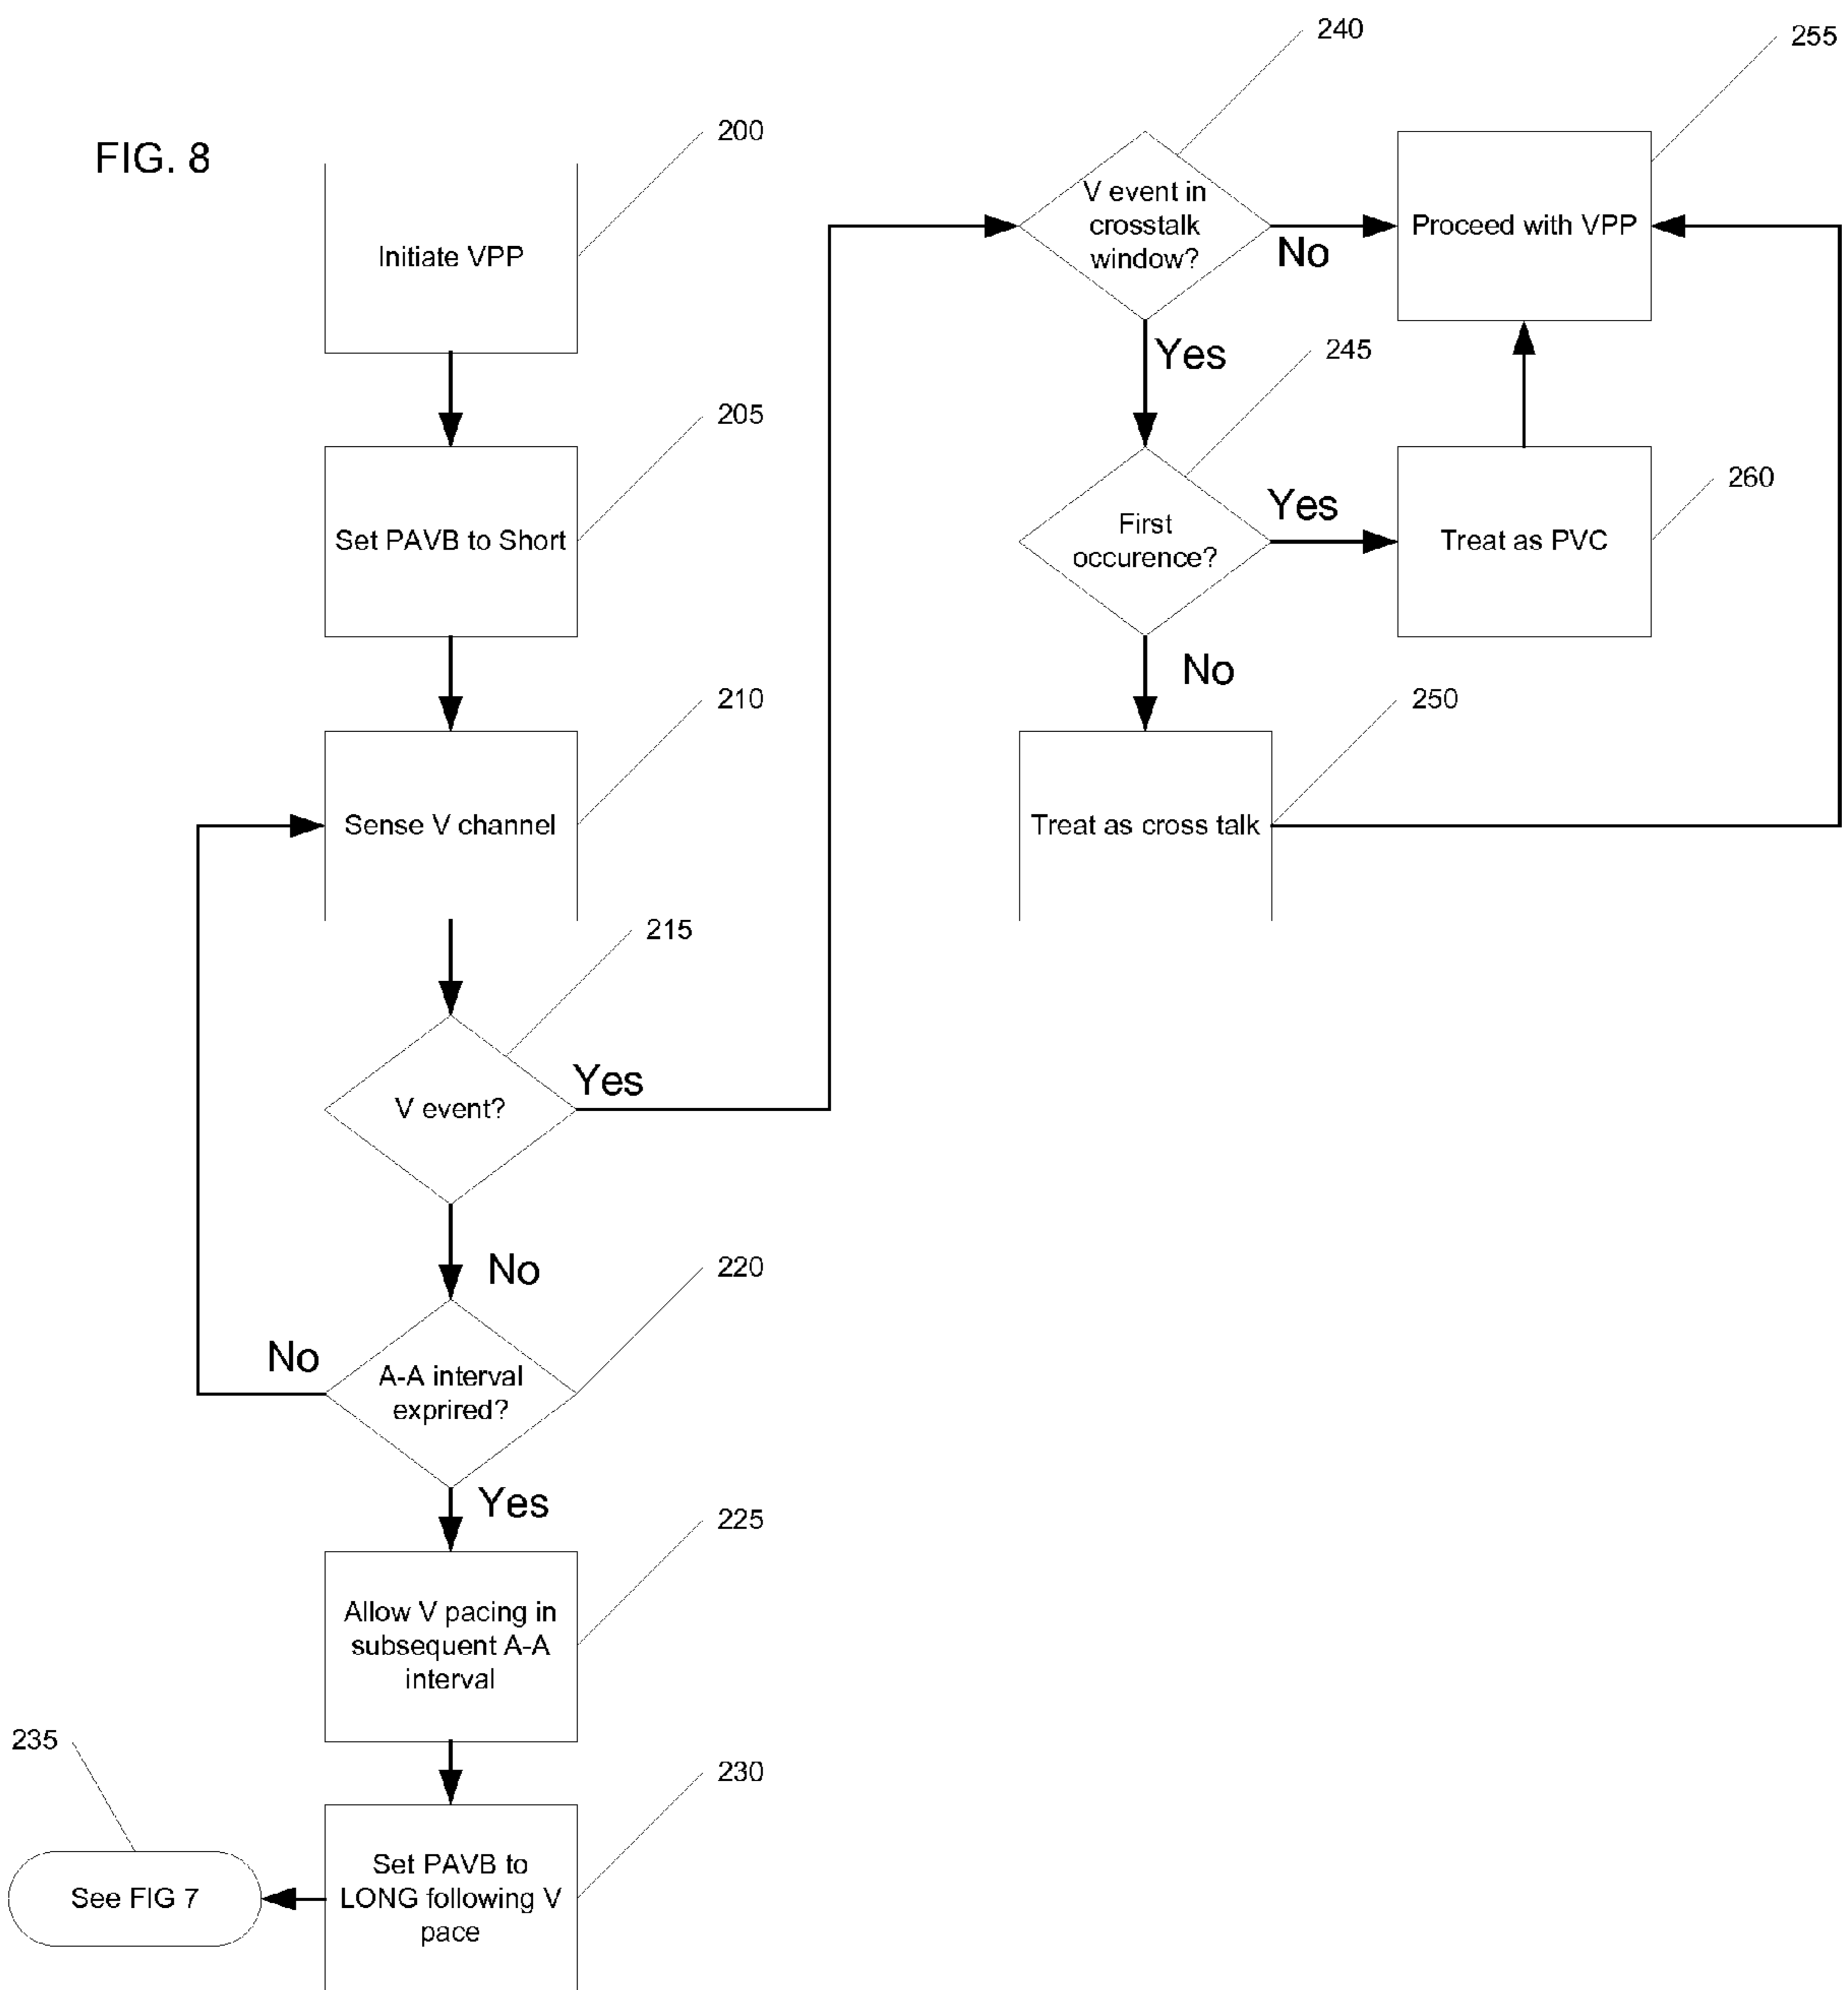 FIG. 8
200
Initiate VPP
205
Set PAVB to Short
210
Sense V channel
215
V event?
Yes
No
220
A-A interval
exprired?
No
Yes
225
Allow V pacing in
subsequent A-A
interval
230
Set PAVB to
LONG following V
pace
235
See FIG 7
240
V event in
crosstalk
window?
No
Yes
255
Proceed with VPP
245
First
occurence?
Yes
No
260
Treat as PVC
250
Treat as cross talk